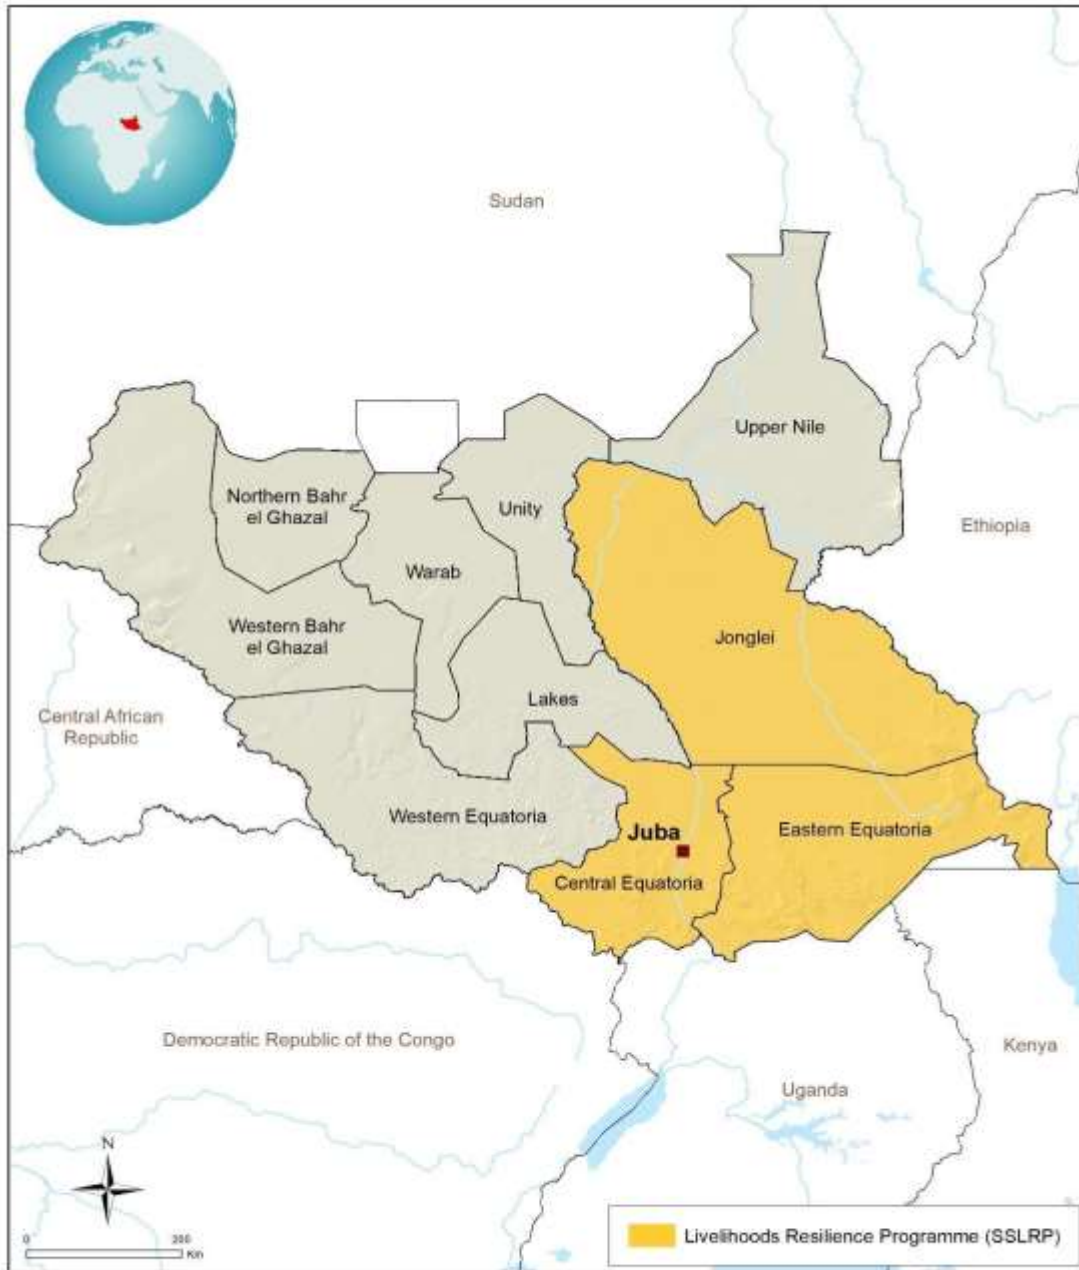 Sudan
Upper Nile
Northern Bahr
el Ghazal
Unity
Ethiopia
Warab
Western Bahr
el Ghazal
Jonglei
Lakes
Central African
Republic
Western Equatoria
Juba
Eastern Equatoria
Central Equatoria
Democratic Republic of the Congo
Kenya
Uganda
N
0
200
Km
Livelihoods Resilience Programme (SSLRP)